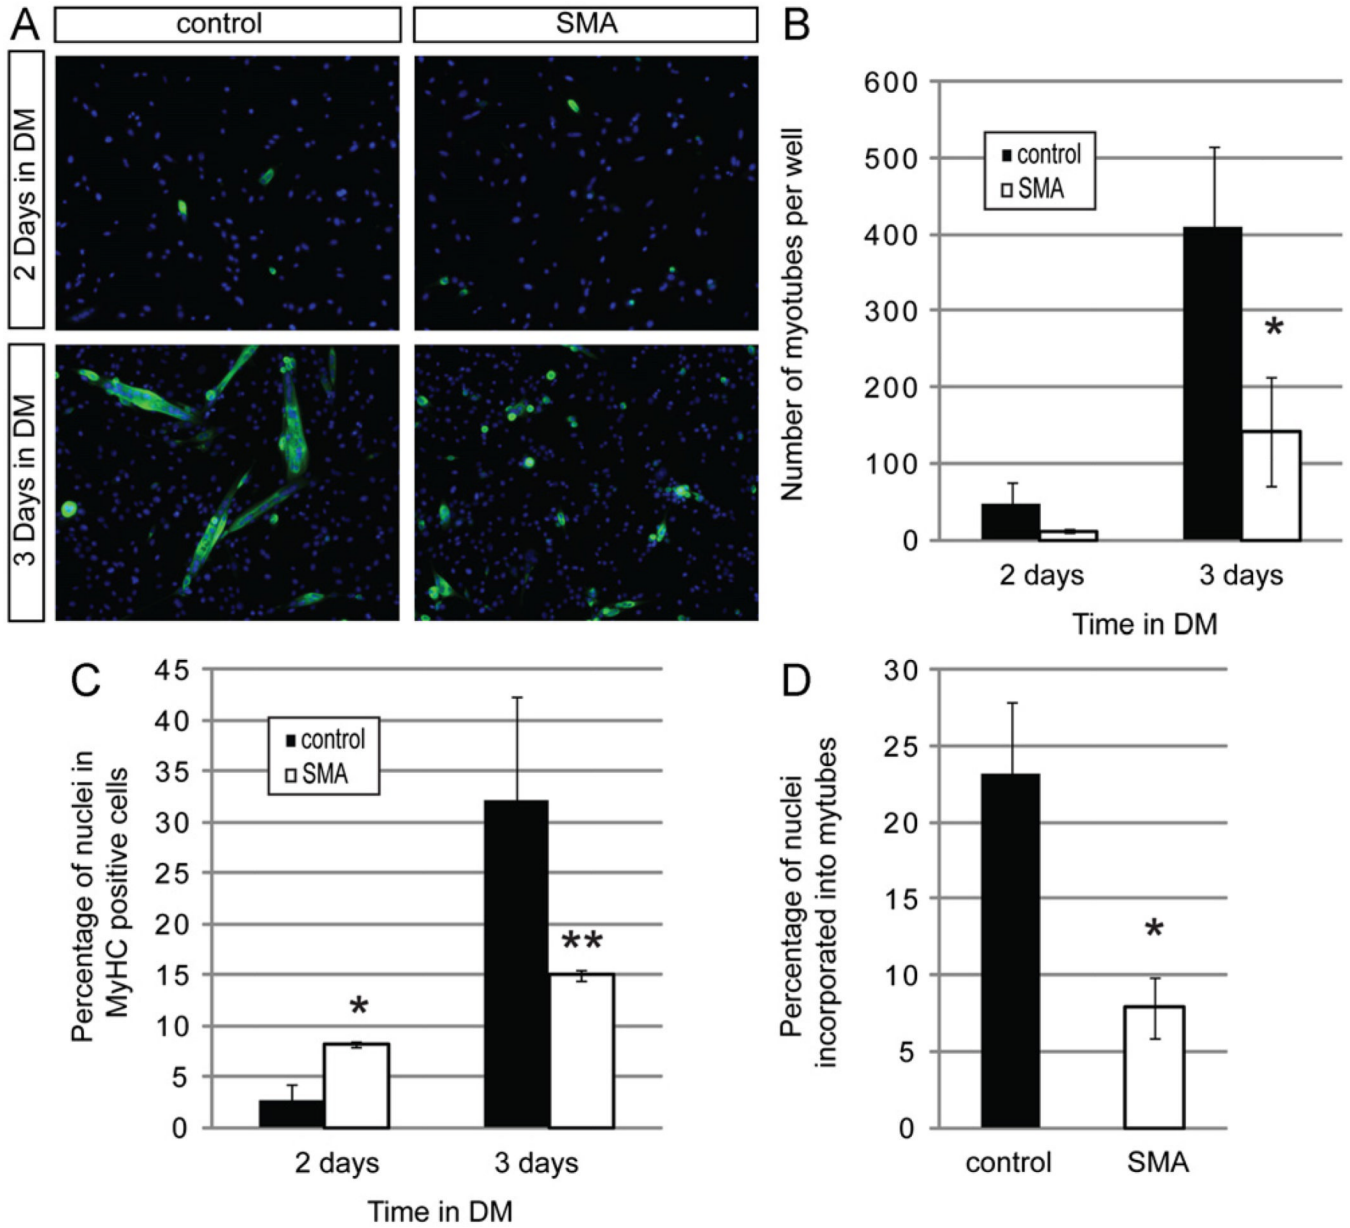 A
control
SMA
2 Days in DM
3 Days in DM
B
Number of myotubes per well
600
500
400
300
200
100
0
control
SMA
*
2 days
3 days
Time in DM
C
Percentage of nuclei in
MyHC positive cells
45
40
35
30
25
20
15
10
5
0
control
SMA
*
**
2 days
3 days
Time in DM
D
Percentage of nuclei
incorporated into mytubes
30
25
20
15
10
5
0
*
control
SMA